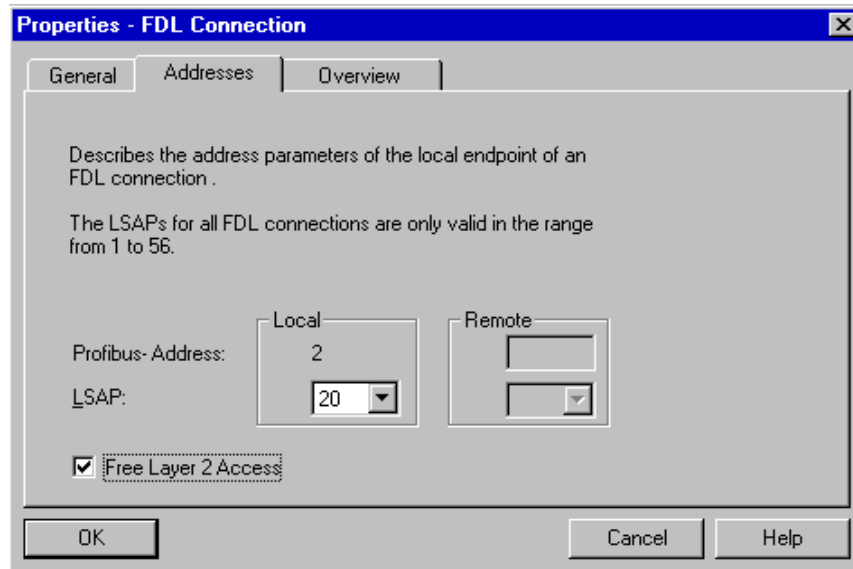 Properties - FDL Connection
General Addresses Overview
Describes the address parameters of the local endpoint of an
FDL connection .
The LSAPs for all FDL connections are only valid in the range
from 1 to 56.
Local Remote
Profibus- Address: 2
LSAP: 20
Free Layer 2 Access
OK Cancel Help